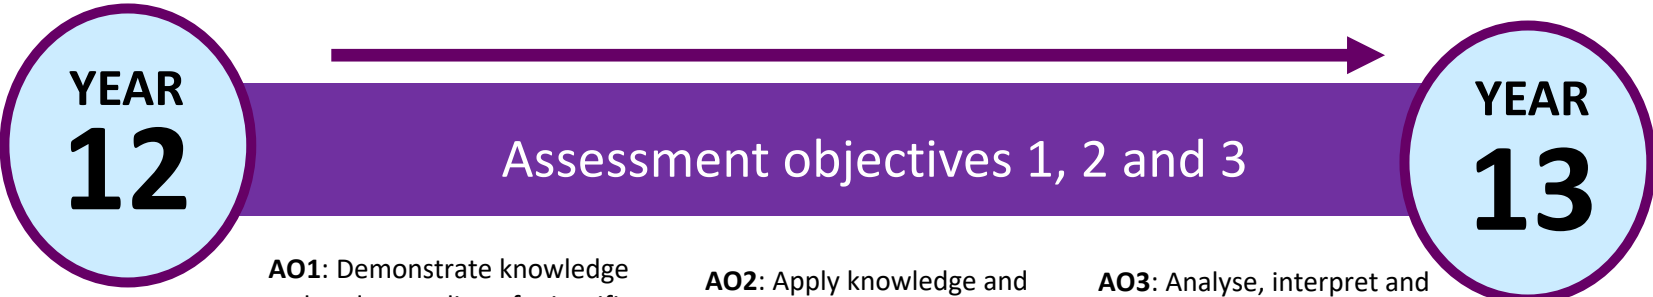 YEAR
12
Assessment objectives 1, 2 and 3
YEAR
13
AO1: Demonstrate knowledge
AO2: Apply knowledge and
AO3: Analyse, interpret and